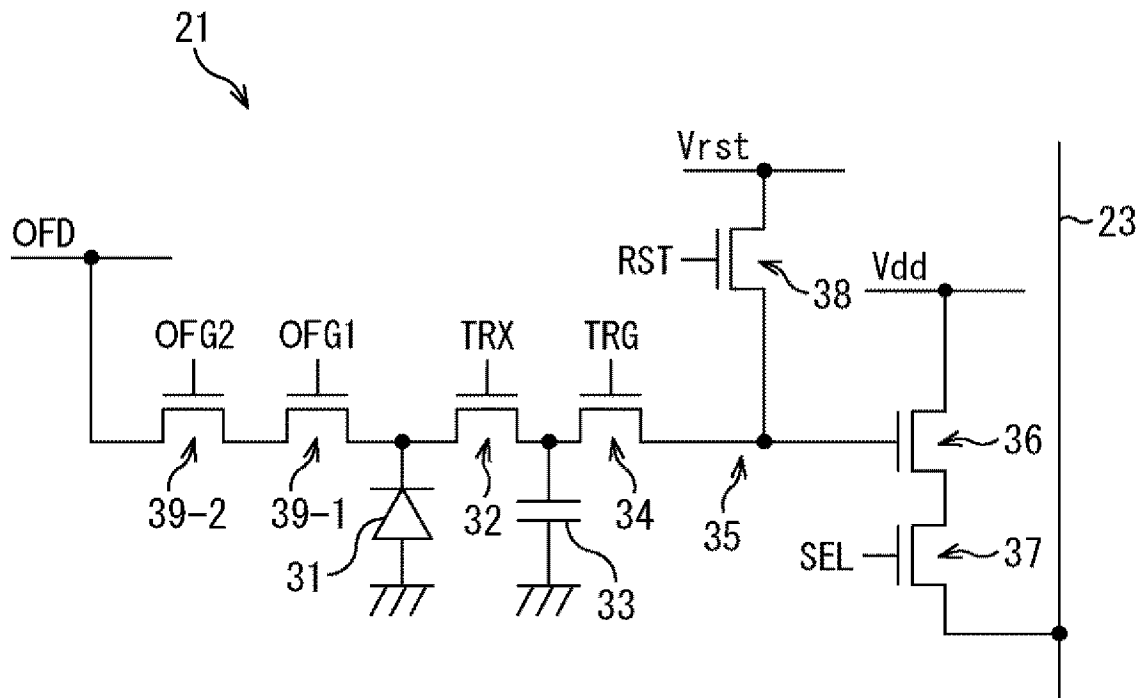 21
Vrst
23
OFD
RST
38
Vdd
OFG2
OFG1
TRX
TRG
36
39-2
39-1
32
34
35
31
33
SEL
37